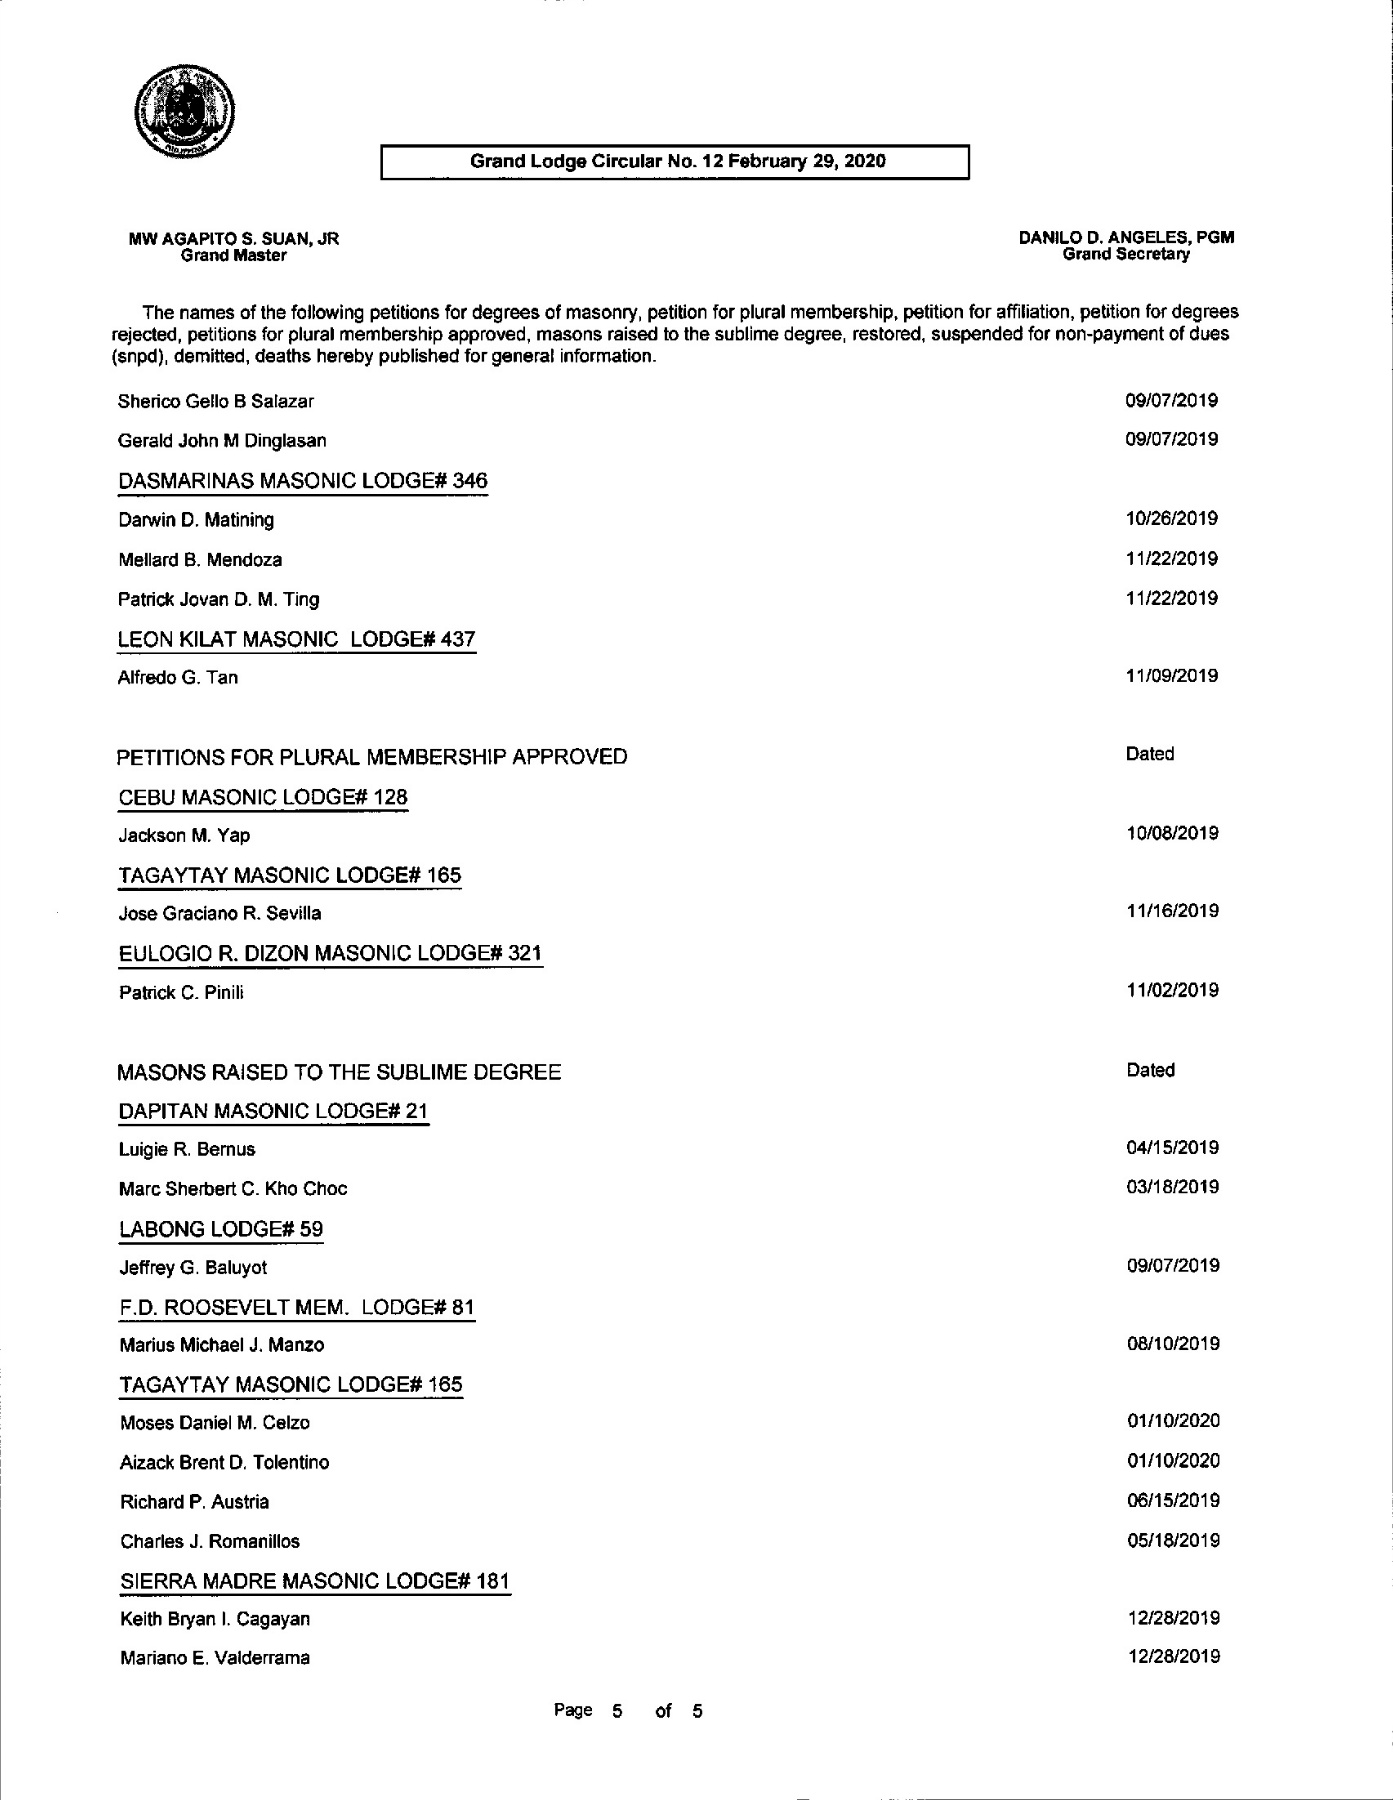 Grand Lodge Circular No. 12 February 29, 2020
MW AGAPITO S. SUAN, JR
Grand Master
DANILO D. ANGELES, PGM
Grand Secretary
The names of the following petitions for degrees of masonry, petition for plural membership, petition for affiliation, petition for degrees
rejected, petitions for plural membership approved, masons raised to the sublime degree, restored, suspended for non-payment of dues
(snpd), demitted, deaths hereby published for general information.
Sherico Gello B Salazar 09/07/2019
Gerald John M Dinglasan 09/07/2019
DASMARINAS MASONIC LODGE# 346
Darwin D. Matining 10/26/2019
Mellard B. Mendoza 11/22/2019
Patrick Jovan D. M. Ting 11/22/2019
LEON KILAT MASONIC LODGE# 437
Alfredo G. Tan 11/09/2019
PETITIONS FOR PLURAL MEMBERSHIP APPROVED Dated
CEBU MASONIC LODGE# 128
Jackson M. Yap 10/08/2019
TAGAYTAY MASONIC LODGE# 165
Jose Graciano R. Sevilla 11/16/2019
EULOGIO R. DIZON MASONIC LODGE# 321
Patrick C. Pinili 11/02/2019
MASONS RAISED TO THE SUBLIME DEGREE Dated
DAPITAN MASONIC LODGE# 21
Luigie R. Bernus 04/15/2019
Marc Sherbert C. Kho Choc 03/18/2019
LABONG LODGE# 59
Jeffrey G. Baluyot 09/07/2019
F.D. ROOSEVELT MEM. LODGE# 81
Marius Michael J. Manzo 08/10/2019
TAGAYTAY MASONIC LODGE# 165
Moses Daniel M. Celzo 01/10/2020
Aizack Brent D. Tolentino 01/10/2020
Richard P. Austria 06/15/2019
Charles J. Romanillos 05/18/2019
SIERRA MADRE MASONIC LODGE# 181
Keith Bryan I. Cagayan 12/28/2019
Mariano E. Valderrama 12/28/2019
Page 5 of 5